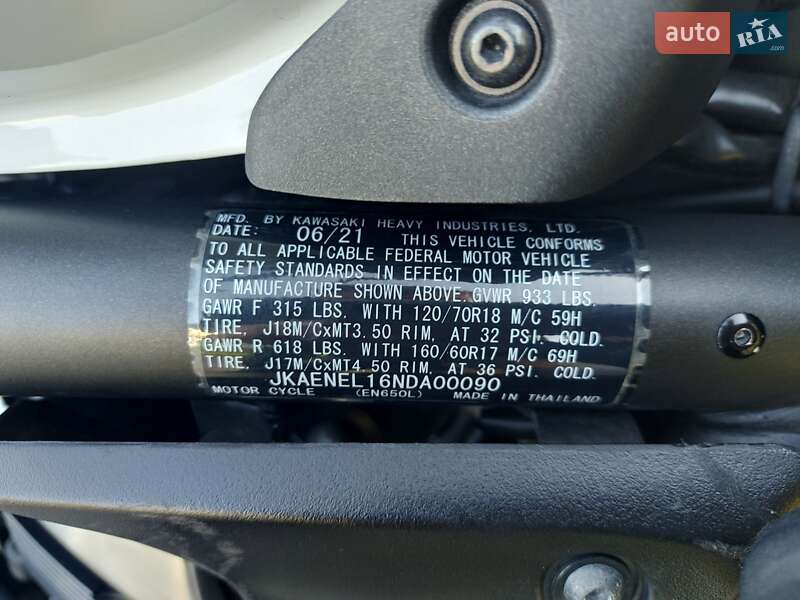 auto RIA.com
MFD. BY KAWASAKI HEAVY INDUSTRIES, LTD.
DATE: 06/21 THIS VEHICLE CONFORMS
TO ALL APPLICABLE FEDERAL MOTOR VEHICLE
SAFETY STANDARDS IN EFFECT ON THE DATE
OF MANUFACTURE SHOWN ABOVE. GVWR 933 LBS.
GAWR F 315 LBS. WITH 120/70R18 M/C 59H
TIRE, J18M/CxMT3.50 RIM, AT 32 PSI. COLD.
GAWR R 618 LBS. WITH 160/60R17 M/C 69H
TIRE, J17M/CxMT4.50 RIM, AT 36 PSI. COLD.
JKAENEL16NDA00090
MOTOR CYCLE (EN650L) MADE IN THAILAND